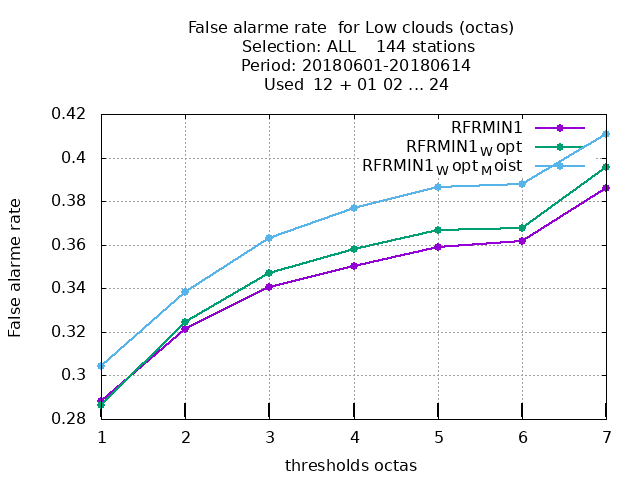 False alarme rate  for Low clouds (octas)
Selection: ALL    144 stations
Period: 20180601-20180614
Used  12 + 01 02 ... 24
RFRMIN1
RFRMIN1Wopt
RFRMIN1WoptMoist
0.42
0.4
0.38
0.36
0.34
0.32
0.3
0.28
False alarme rate
1 2 3 4 5 6 7
thresholds octas